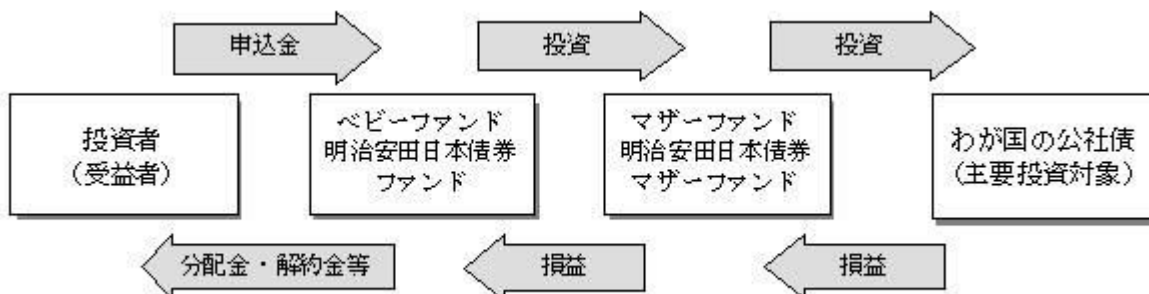 申込金
投資
投資
投資者
（受益者）
ベビーファンド
明治安田日本債券
ファンド
マザーファンド
明治安田日本債券
マザーファンド
わが国の公社債
（主要投資対象）
分配金・解約金等
損益
損益